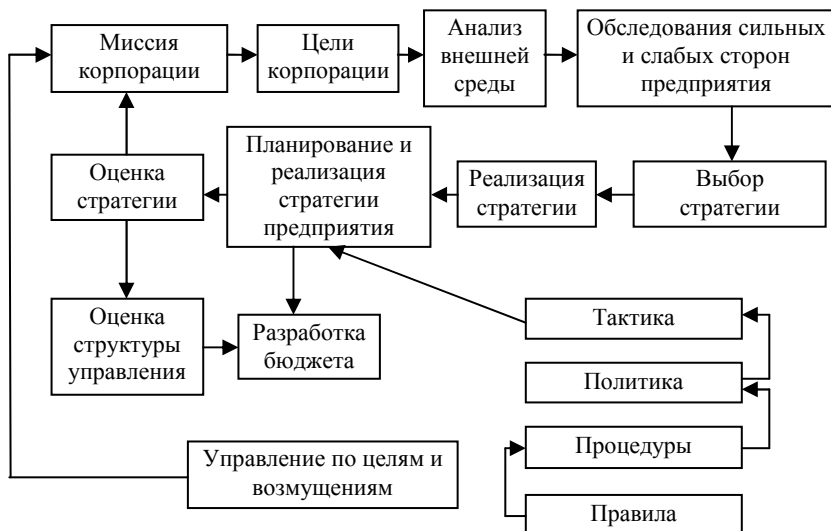 Миссия
корпорации
Цели
корпорации
Анализ
внешней
среды
Обследования сильных
и слабых сторон
предприятия
Оценка
стратегии
Планирование и
реализация
стратегии
предприятия
Реализация
стратегии
Выбор
стратегии
Оценка
структуры
управления
Разработка
бюджета
Тактика
Политика
Процедуры
Правила
Управление по целям и
возмущениям